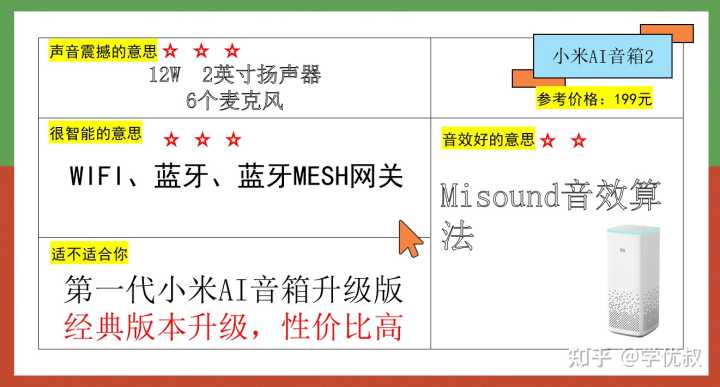 声音震撼的意思☆ ☆ ☆
12W 2英寸扬声器
6个麦克风
小米AI音箱2
参考价格：199元
很智能的意思 ☆ ☆ ☆
WIFI、蓝牙、蓝牙MESH网关
音效好的意思 ☆ ☆
Misound音效算
法
适不适合你
第一代小米AI音箱升级版
经典版本升级，性价比高
知乎 @学优叔